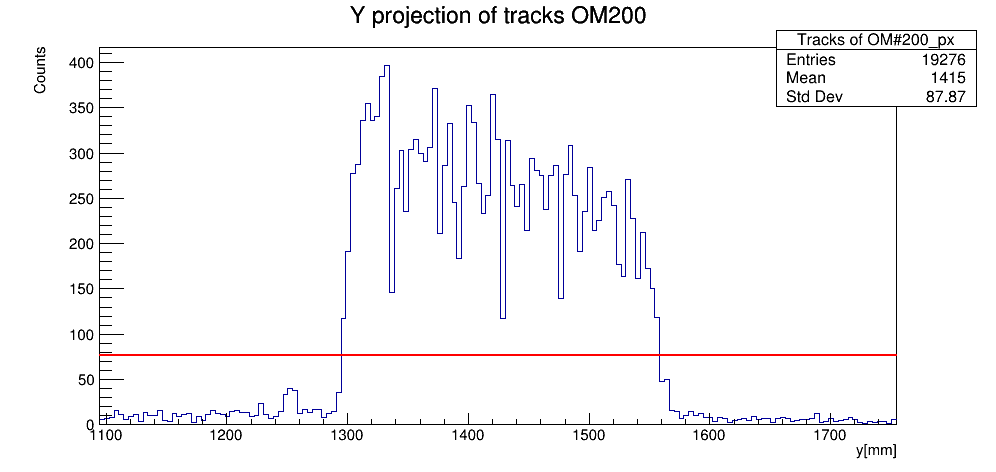 Y projection of tracks OM200
Tracks of OM#200_px
Entries 19276
Mean 1415
Std Dev 87.87
Counts
400
350
300
250
200
150
100
50
0
1100 1200 1300 1400 1500 1600 1700
y[mm]